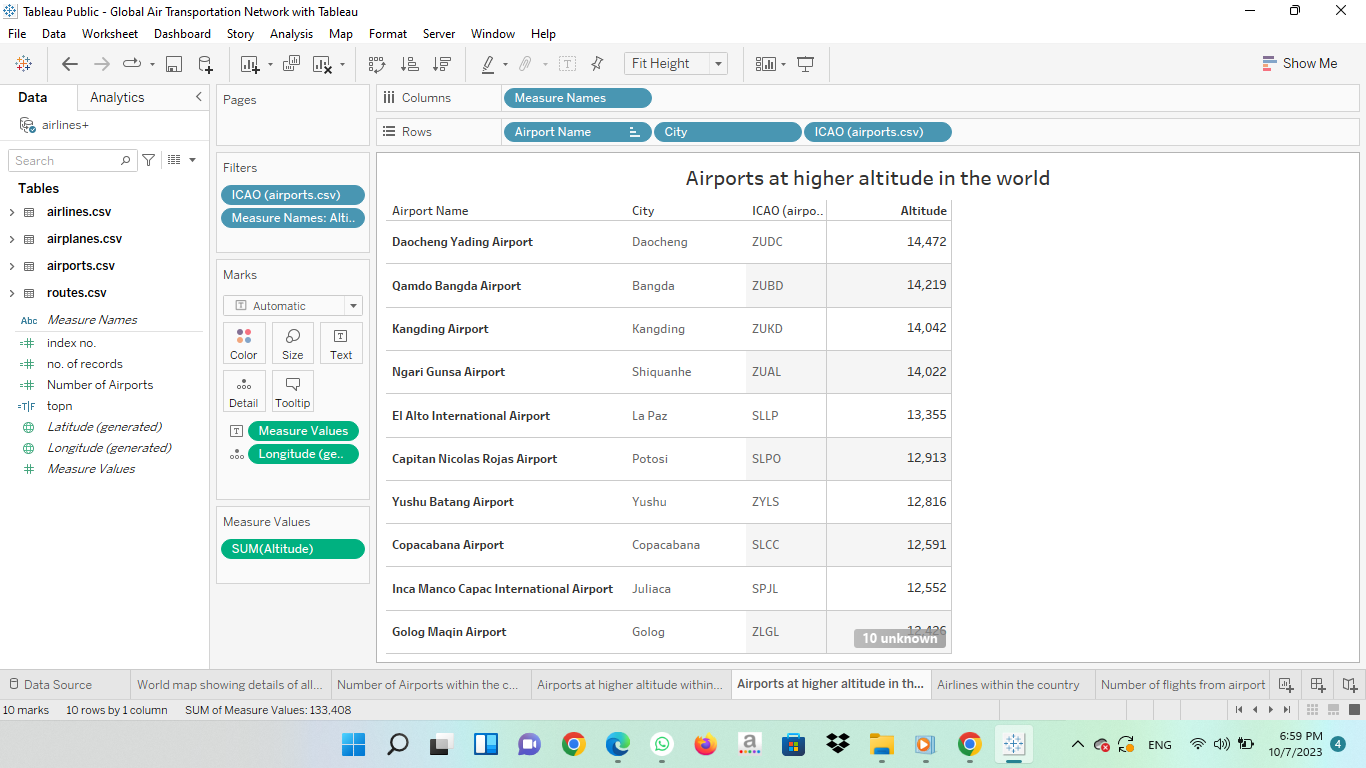 Tableau Public - Global Air Transportation Network with Tableau
File Data Worksheet Dashboard Story Analysis Map Format Server Window Help
Fit Height
Show Me
Data Analytics
airlines+
Search
Tables
airlines.csv
airplanes.csv
airports.csv
routes.csv
Abc Measure Names
index no.
no. of records
Number of Airports
=T|F topn
Latitude (generated)
Longitude (generated)
Measure Values
Pages
Filters
ICAO (airports.csv)
Measure Names: Alti..
Marks
Automatic
Color Size Text
Detail Tooltip
Measure Values
Longitude (ge..
Measure Values
SUM(Altitude)
Columns Measure Names
Rows Airport Name City ICAO (airports.csv)
Airports at higher altitude in the world
Airport Name City ICAO (airpo.. Altitude
Daocheng Yading Airport Daocheng ZUDC 14,472
Qamdo Bangda Airport Bangda ZUBD 14,219
Kangding Airport Kangding ZUKD 14,042
Ngari Gunsa Airport Shiquanhe ZUAL 14,022
El Alto International Airport La Paz SLLP 13,355
Capitan Nicolas Rojas Airport Potosi SLPO 12,913
Yushu Batang Airport Yushu ZYLS 12,816
Copacabana Airport Copacabana SLCC 12,591
Inca Manco Capac International Airport Juliaca SPJL 12,552
Golog Maqin Airport Golog ZLGL 12,426
10 unknown
Data Source World map showing details of all... Number of Airports within the c... Airports at higher altitude within... Airports at higher altitude in th... Airlines within the country Number of flights from airport
10 marks 10 rows by 1 column SUM of Measure Values: 133,408
a
ENG
6:59 PM
10/7/2023
4